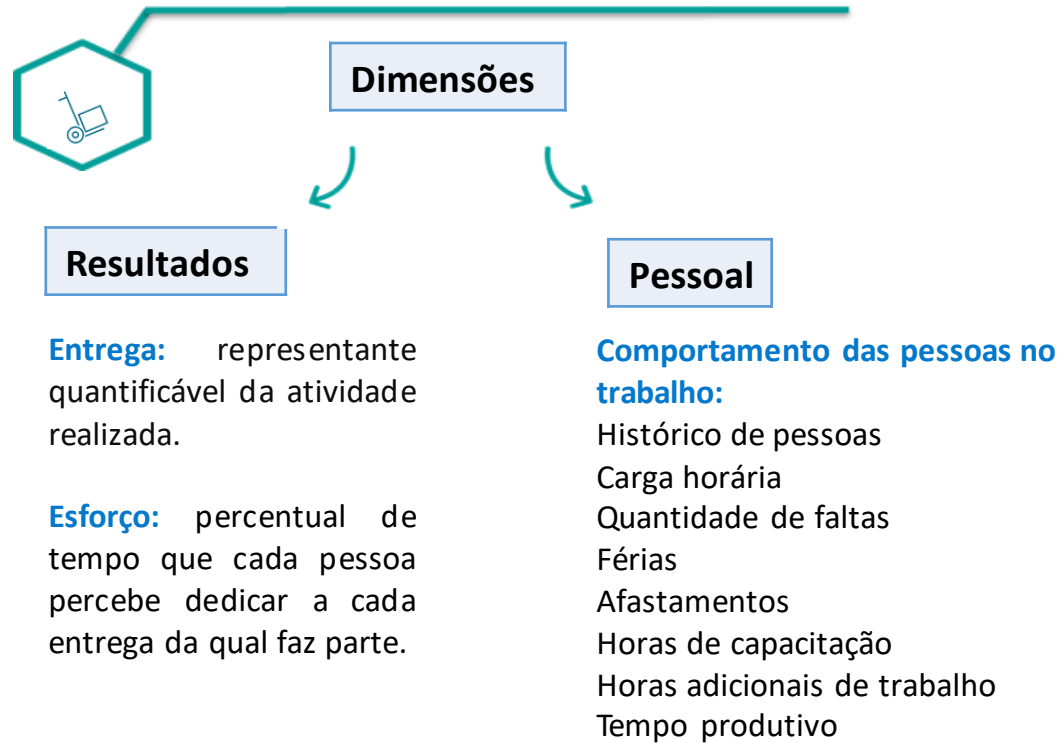 Dimensões
Resultados
Entrega: representante
quantificável da atividade
realizada.
Esforço: percentual de
tempo que cada pessoa
percebe dedicar a cada
entrega da qual faz parte.
Pessoal
Comportamento das pessoas no
trabalho:
Histórico de pessoas
Carga horária
Quantidade de faltas
Férias
Afastamentos
Horas de capacitação
Horas adicionais de trabalho
Tempo produtivo